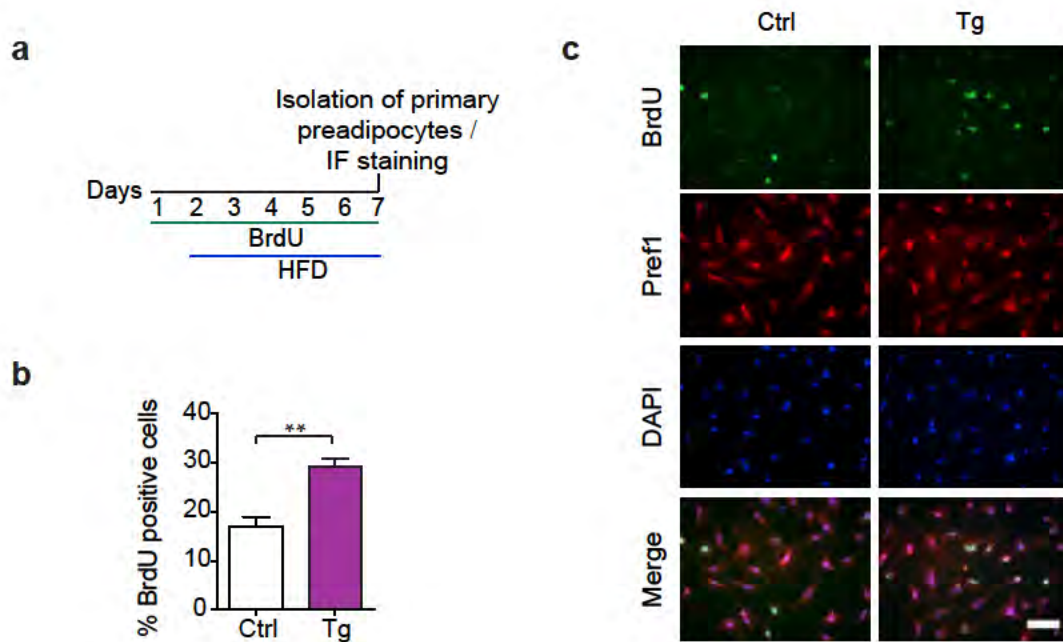 a
Isolation of primary
preadipocytes /
IF staining
Days
1 2 3 4 5 6 7
BrdU
HFD
b
% BrdU positive cells
40
30
20
10
0
**
Ctrl Tg
c
Ctrl Tg
BrdU
Pref1
DAPI
Merge